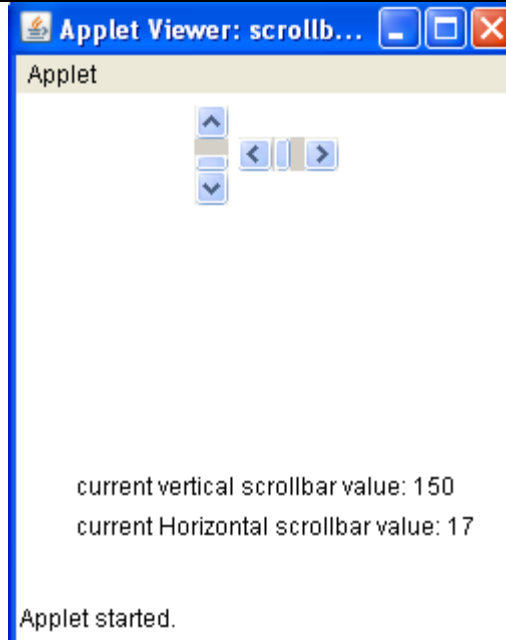 Applet Viewer: scrollb...
Applet
current vertical scrollbar value: 150
current Horizontal scrollbar value: 17
Applet started.